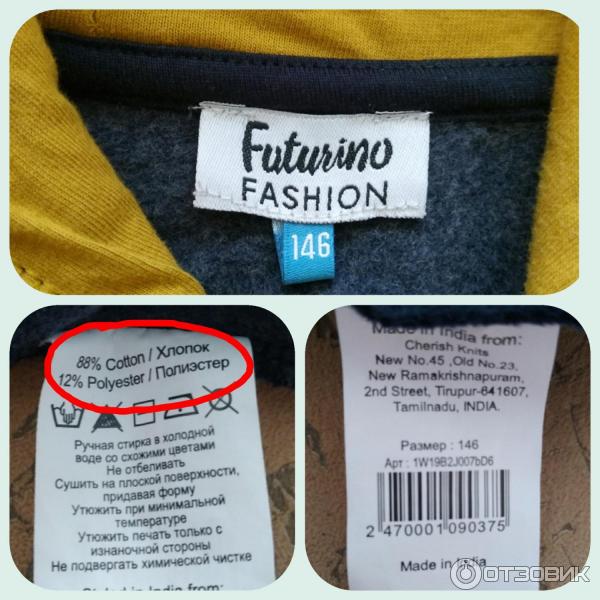 Futurino
FASHION
146
88% Cotton / Хлопок
12% Polyester / Полиэстер
Ручная стирка в холодной
воде со схожими цветами
Не отбеливать
Сушить на плоской поверхности,
придавая форму
Утюжить при минимальной
температуре
Утюжить печать только с
изнаночной стороны
Не подвергать химической чистке
in India from:
Made in India from:
Cherish Knits
New No.45 ,Old No.23,
New Ramakrishnapuram,
2nd Street, Tirupur-641607,
Tamilnadu, INDIA.
Размер : 146
Арт : 1W19B2J007bD6
2 470001 090375
Made in India
ОТЗОВИК